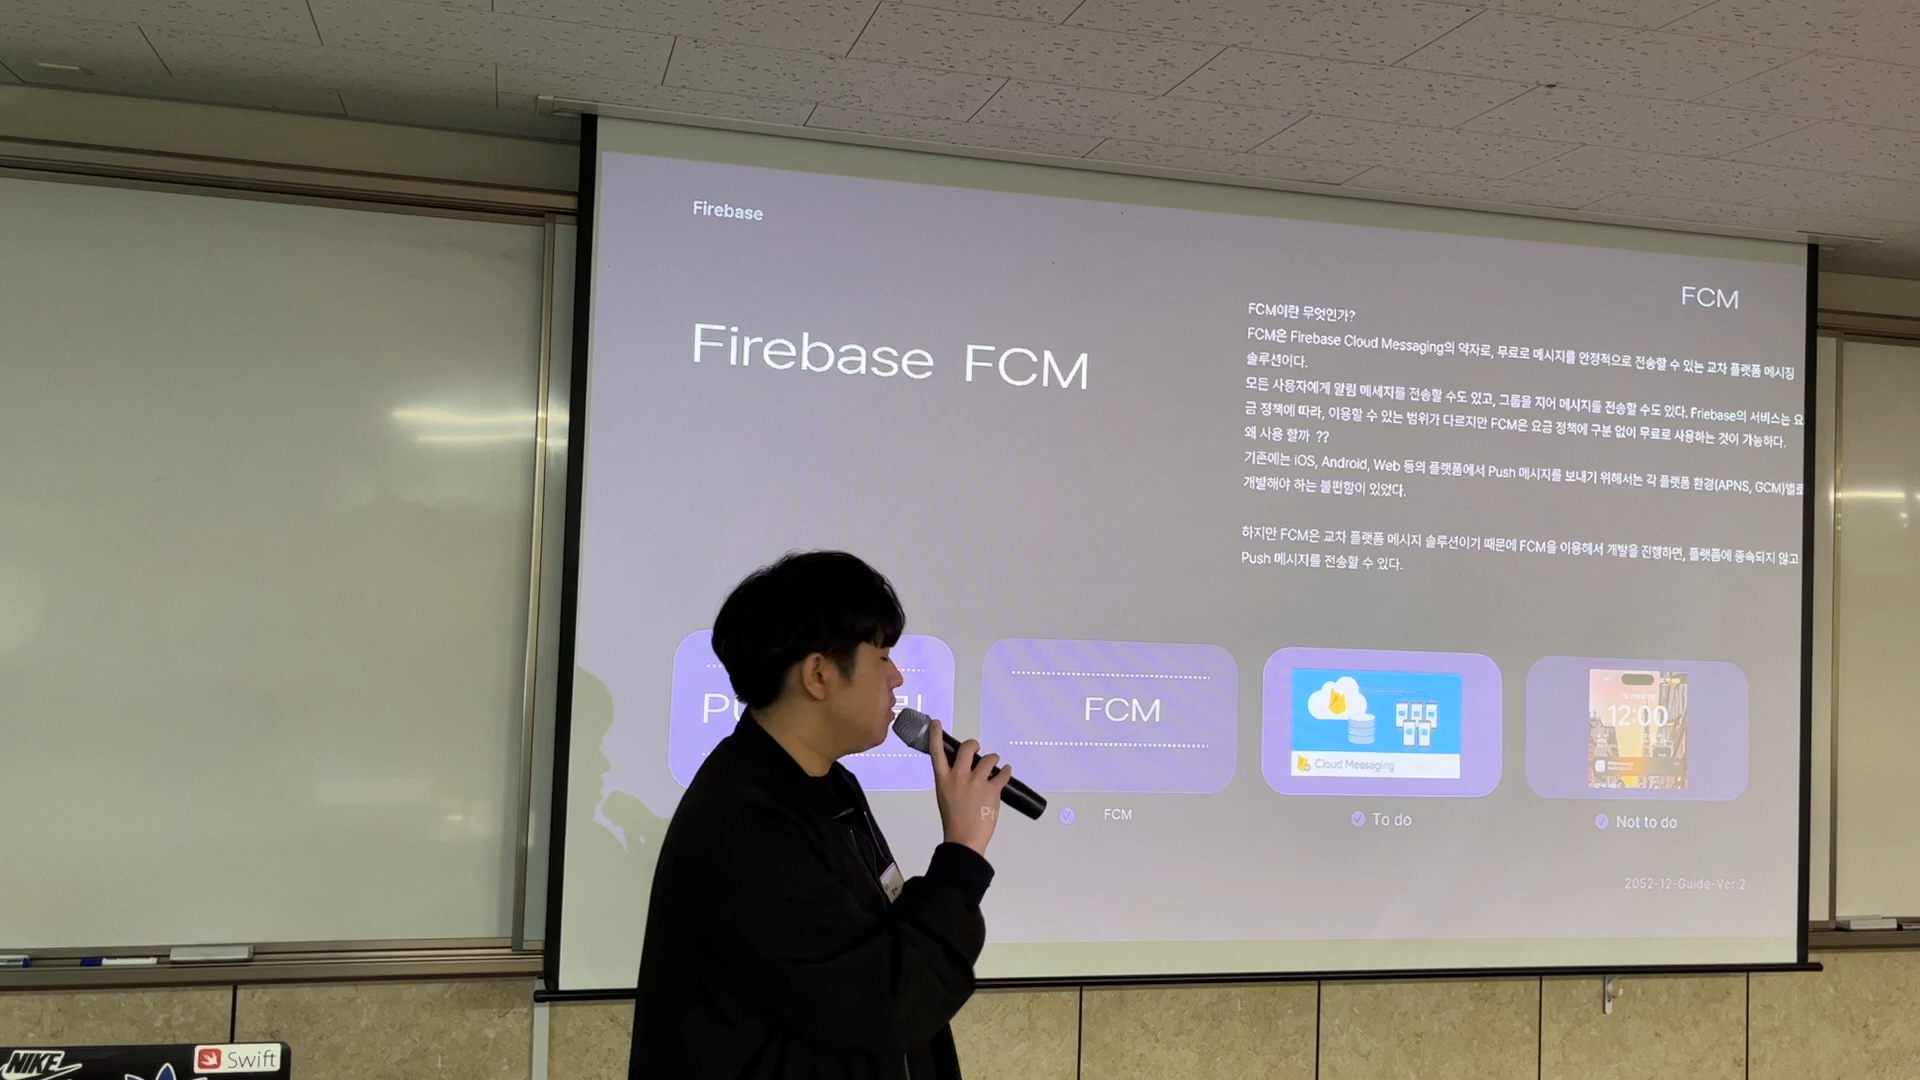 Firebase
FCM
Firebase FCM
FCM이란 무엇인가?
FCM은 Firebase Cloud Messaging의 약자로, 무료로 메시지를 안정적으로 전송할 수 있는 교차 플랫폼 메시징
솔루션이다.
모든 사용자에게 알림 메세지를 전송할 수도 있고, 그룹을 지어 메시지를 전송할 수도 있다. Friebase의 서비스는 요
금 정책에 따라, 이용할 수 있는 범위가 다르지만 FCM은 요금 정책에 구분 없이 무료로 사용하는 것이 가능하다.
왜 사용 할까 ??
기존에는 iOS, Android, Web 등의 플랫폼에서 Push 메시지를 보내기 위해서는 각 플랫폼 환경(APNS, GCM)별로
개발해야 하는 불편함이 있었다.
하지만 FCM은 교차 플랫폼 메시지 솔루션이기 때문에 FCM을 이용해서 개발을 진행하면, 플랫폼에 종속되지 않고
Push 메시지를 전송할 수 있다.
FCM
Cloud Messaging
12:00
FCM
To do
Not to do
2052-12-Guide-Ver.2
NIKE
Swift